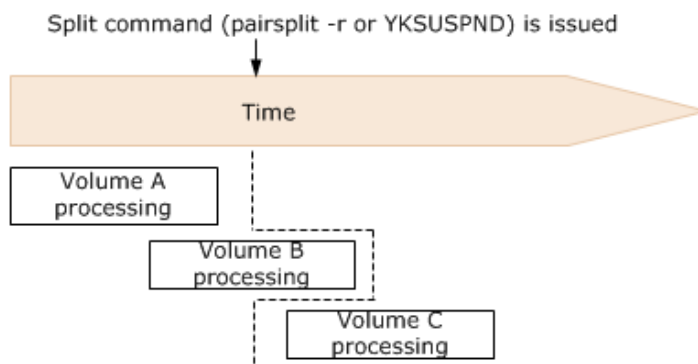 Split command (pairsplit -r or YKSUSPND) is issued
Time
Volume A
processing
Volume B
processing
Volume C
processing